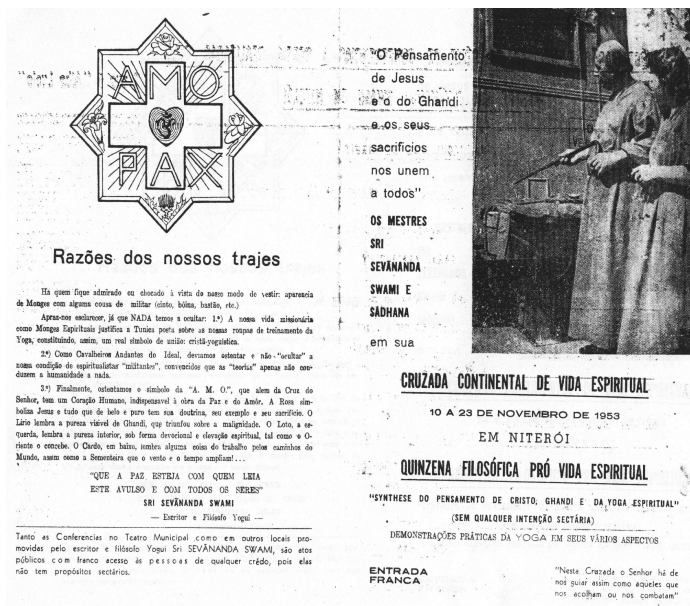 AMO
PAX
Razões dos nossos trajes
Ha quem fique admirado ou chocado à vista do nosso modo de vestir: aparencia
de Monges com alguma cousa de militar (cinto, bóina, bastão, etc.)
Apraz-nos esclarecer, já que NADA temos a ocultar: 1.º) A nossa vida missionária
como Monges Espirituais justifica a Tunica posta sobre as nossas roupas de treinamento da
Yoga, constituindo, assim, um real simbolo de união: cristã-yoguistica.
2.º) Como Cavalheiros Andantes do Ideal, devemos ostentar e não "ocultar" a
nossa condição de espiritualistas "militantes", convencidos que as "teorias" apenas não con-
duzem a humanidade a nada.
3.º) Finalmente, ostentamos o simbolo da "A. M. O.", que alem da Cruz do
Senhor, tem um Coração Humano, indispensavel à obra da Paz e do Amôr. A Rosa sim-
boliza Jesus e tudo que de belo e puro tem sua doutrina, seu exemplo e seu sacrificio. O
Lirio lembra a pureza visivel de Ghandi, que triunfou sobre a malignidade. O Loto, a es-
querda, lembra a pureza interior, sob forma devocional e elevação espiritual, tal como o O-
riente o concebe. O Cardo, em baixo, lembra alguma coisa do trabalho pelos caminhos do
Mundo, assim como a Sementeira que o vento e o tempo ampliam!...
"QUE A PAZ ESTEJA COM QUEM LEIA
ESTE AVULSO E COM TODOS OS SERES"
SRI SEVÂNANDA SWAMI
— Escritor e Filósofo Yogui —
Tanto as Conferencias no Teatro Municipal como em outros locais pro-
movidas pelo escritor e filósolo Yogui Sri SEVÂNANDA SWAMI, são atos
públicos com franco acesso às pessoas de qualquer crêdo, pois elas
não tem propósitos sectários.
"O Pensamento
de Jesus
e o do Ghandi
e os seus
sacrificios
nos unem
a todos"
OS MESTRES
SRI
SEVÂNANDA
SWAMI E
SÂDHANA
em sua
CRUZADA CONTINENTAL DE VIDA ESPIRITUAL
10 A 23 DE NOVEMBRO DE 1953
EM NITERÓI
QUINZENA FILOSÓFICA PRÓ VIDA ESPIRITUAL
"SYNTHESE DO PENSAMENTO DE CRISTO, GHANDI E DA YOGA ESPIRITUAL"
(SEM QUALQUER INTENÇÃO SECTÁRIA)
DEMONSTRAÇÕES PRÁTICAS DA YOGA EM SEUS VÁRIOS ASPECTOS
ENTRADA
FRANCA
"Nesta Cruzada o Senhor há de
nos guiar assim como aqueles que
nos acolham ou nos combatam"